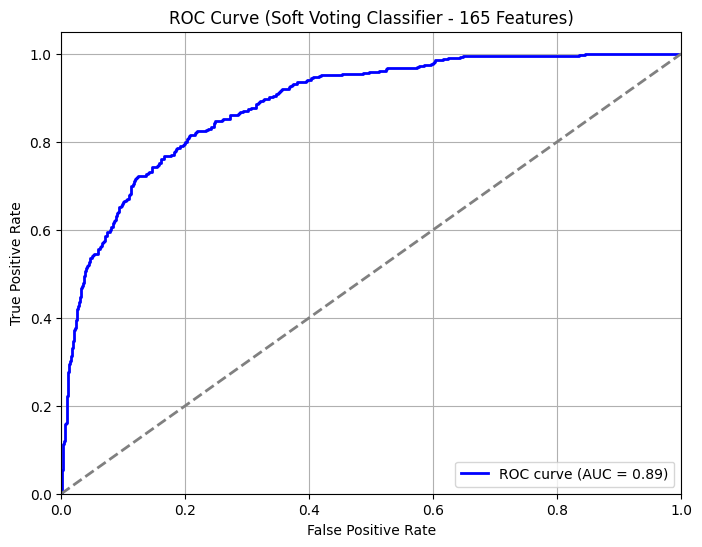 ROC Curve (Soft Voting Classifier - 165 Features)
True Positive Rate
1.0
0.8
0.6
0.4
0.2
0.0
ROC curve (AUC = 0.89)
0.0 0.2 0.4 0.6 0.8 1.0
False Positive Rate